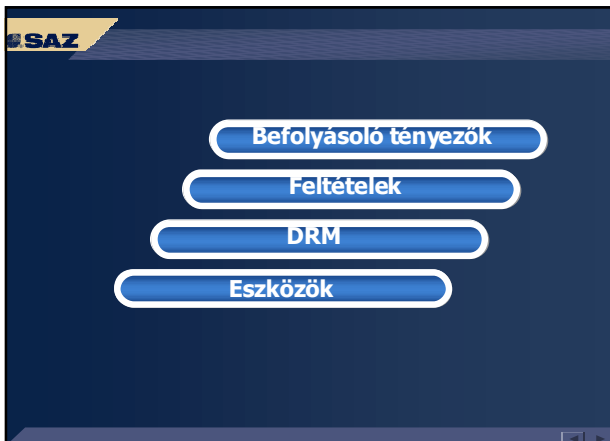 SAZ
Befolyásoló tényezők
Feltételek
DRM
Eszközök